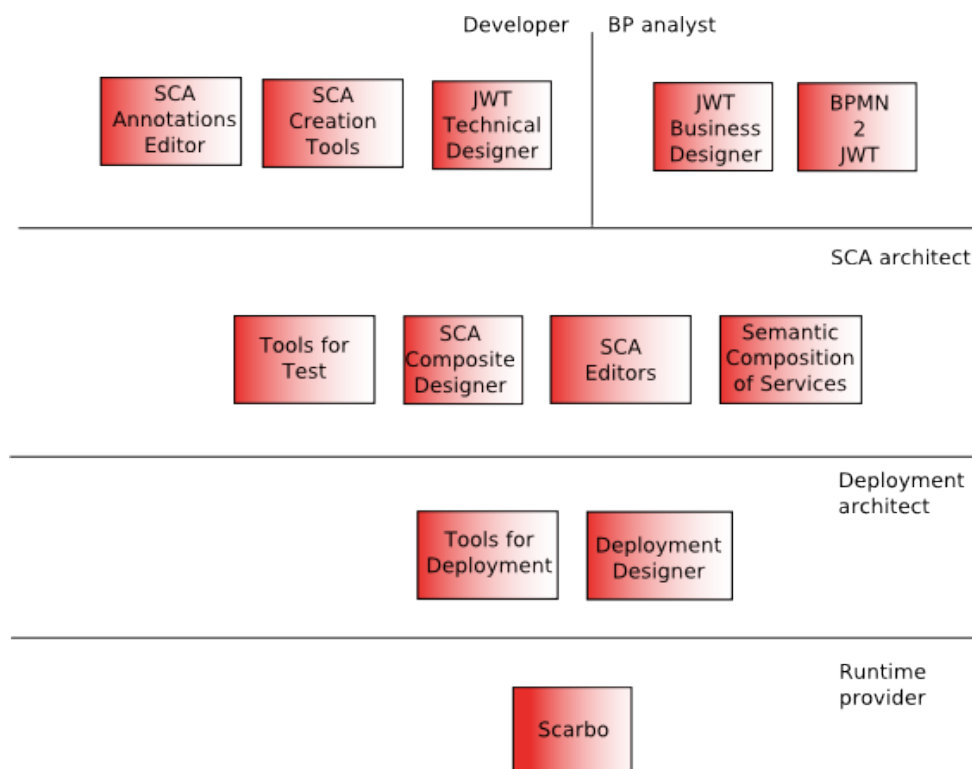 Developer
BP analyst
SCA
Annotations
Editor
SCA
Creation
Tools
JWT
Technical
Designer
JWT
Business
Designer
BPMN
2
JWT
SCA architect
Tools for
Test
SCA
Composite
Designer
SCA
Editors
Semantic
Composition
of Services
Deployment
architect
Tools for
Deployment
Deployment
Designer
Runtime
provider
Scarbo